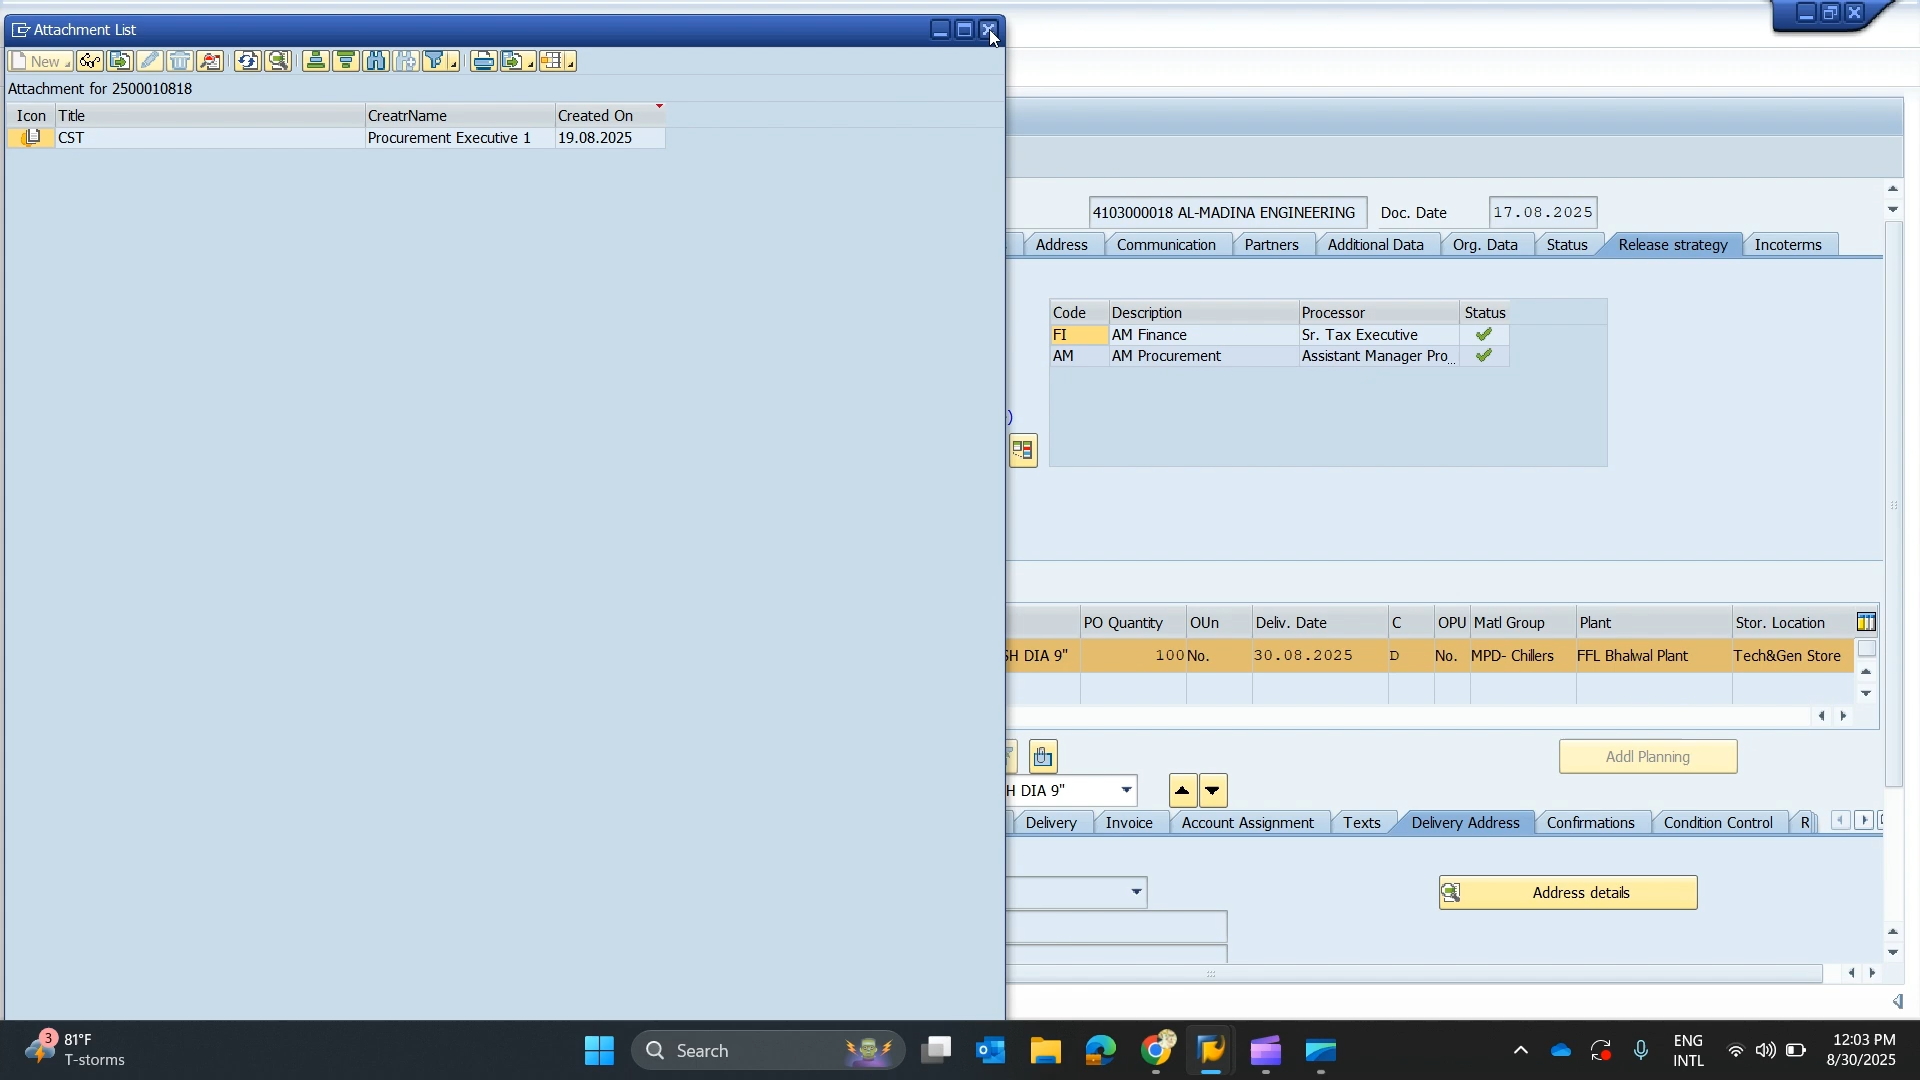 Attachment List
New
Attachment for 2500010818
Icon Title CreatrName Created On
CST Procurement Executive 1 19.08.2025
4103000018 AL-MADINA ENGINEERING Doc. Date 17.08.2025
Address Communication Partners Additional Data Org. Data Status Release strategy Incoterms
Code Description Processor Status
FI AM Finance Sr. Tax Executive
AM AM Procurement Assistant Manager Pro...
)
PO Quantity OUn Deliv. Date C OPU Matl Group Plant Stor. Location
SH DIA 9" 100 No. 30.08.2025 D No. MPD- Chillers FFL Bhalwal Plant Tech&Gen Store
Addl Planning
H DIA 9"
Delivery Invoice Account Assignment Texts Delivery Address Confirmations Condition Control R
Address details
3
81°F
T-storms
Search
ENG
INTL
12:03 PM
8/30/2025